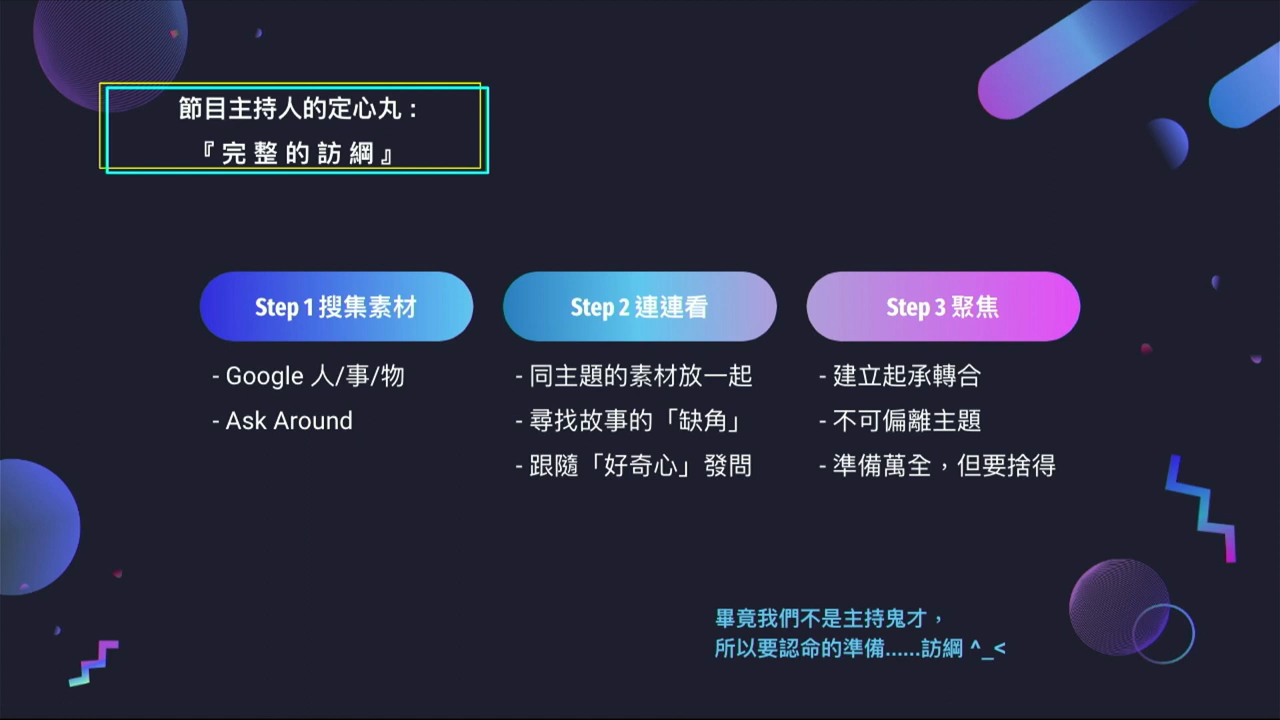 節目主持人的定心丸：
『完整的訪綱』
Step 1 搜集素材
- Google 人/事/物
- Ask Around
Step 2 連連看
- 同主題的素材放一起
- 尋找故事的「缺角」
- 跟隨「好奇心」發問
Step 3 聚焦
- 建立起承轉合
- 不可偏離主題
- 準備萬全，但要捨得
畢竟我們不是主持鬼才，
所以要認命的準備......訪綱 ^_<